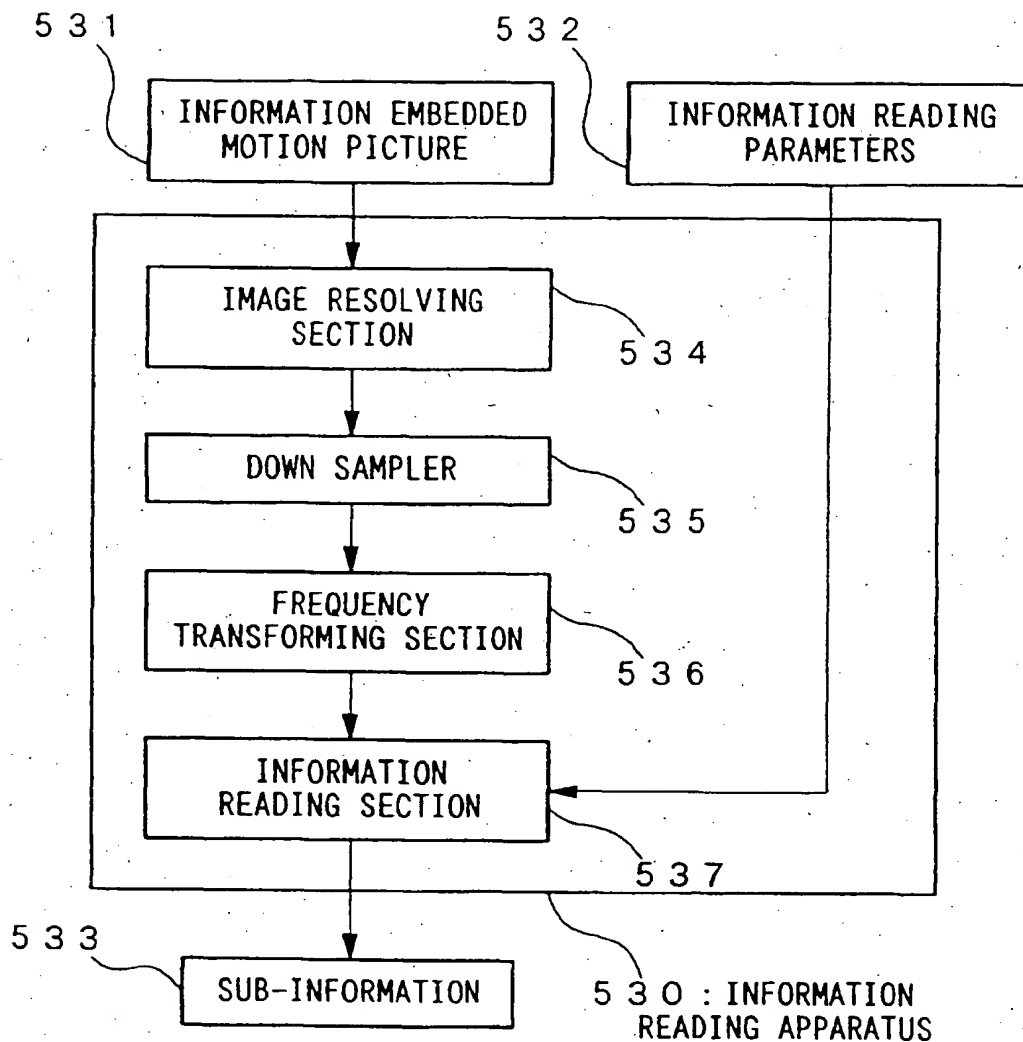 531
532
INFORMATION EMBEDDED
MOTION PICTURE
INFORMATION READING
PARAMETERS
IMAGE RESOLVING
SECTION
534
DOWN SAMPLER
535
FREQUENCY
TRANSFORMING SECTION
536
INFORMATION
READING SECTION
537
533
SUB-INFORMATION
530 : INFORMATION
READING APPARATUS